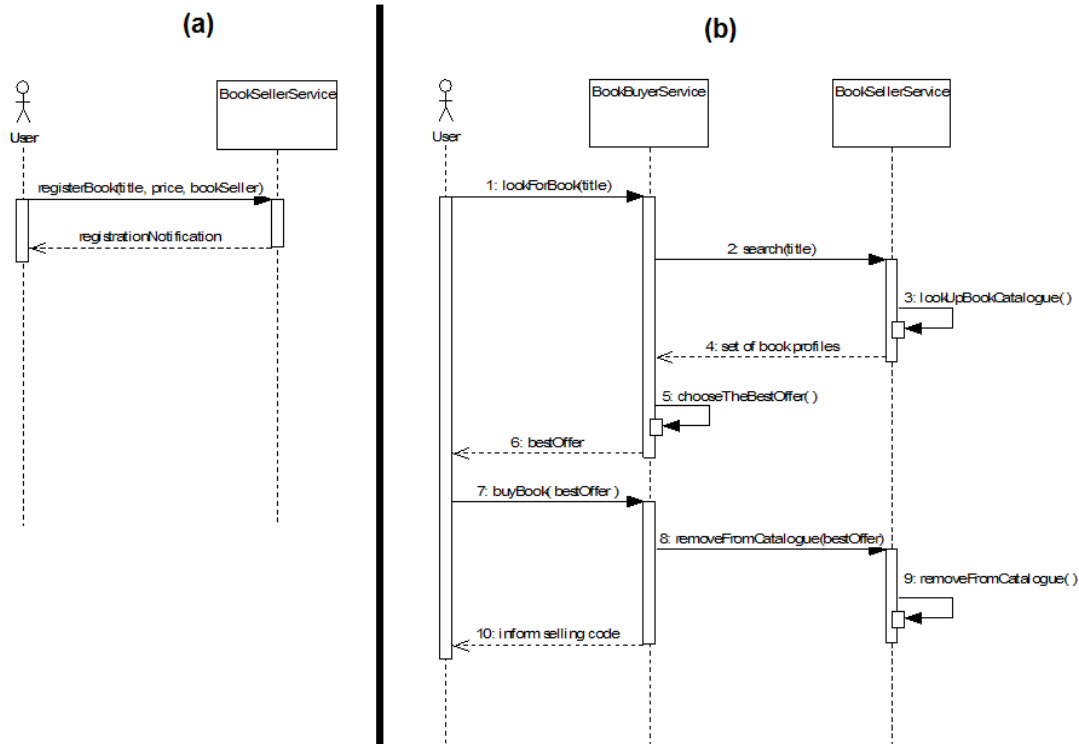 (a)
BookSellerService
User
registerBook(title, price, bookSeller)
registrationNotification
(b)
BookBuyerService
BookSellerService
User
1: lookForBook(title)
2: search(title)
3: lookUpBookCatalogue( )
4: set of book profiles
5: chooseTheBestOffer( )
6: bestOffer
7: buyBook( bestOffer )
8: removeFromCatalogue(bestOffer)
9: removeFromCatalogue( )
10: inform selling code